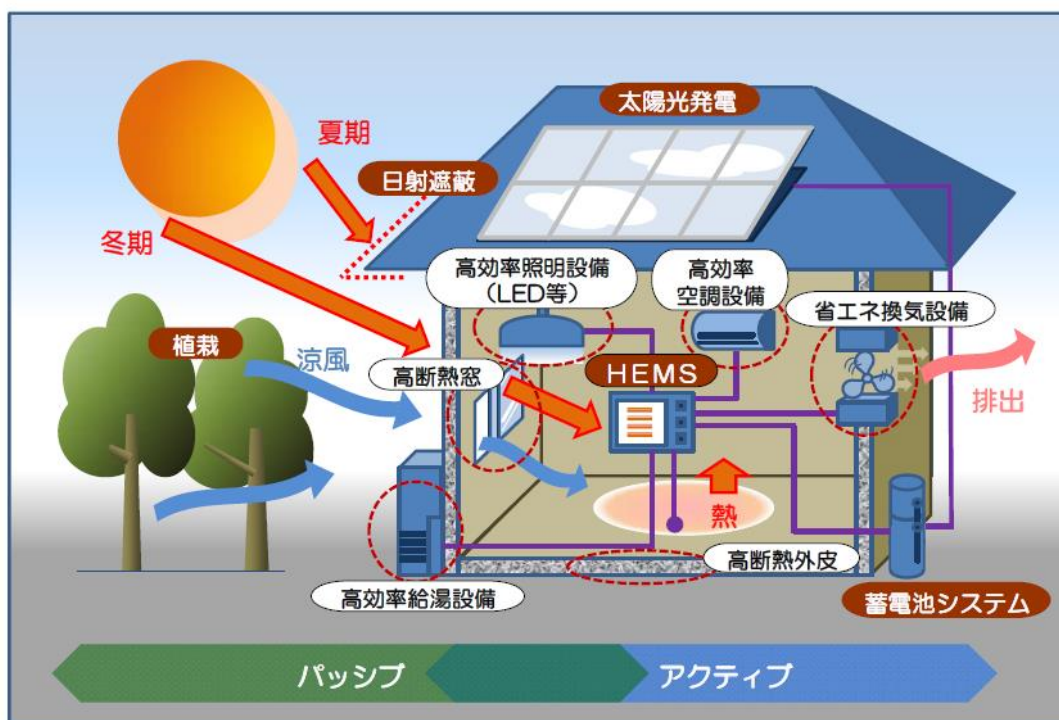 太陽光発電
夏期
日射遮蔽
冬期
高効率照明設備
(LED等)
高効率
空調設備
省エネ換気設備
植栽
涼風
高断熱窓
HEMS
排出
熱
高断熱外皮
高効率給湯設備
蓄電池システム
パッシブ
アクティブ